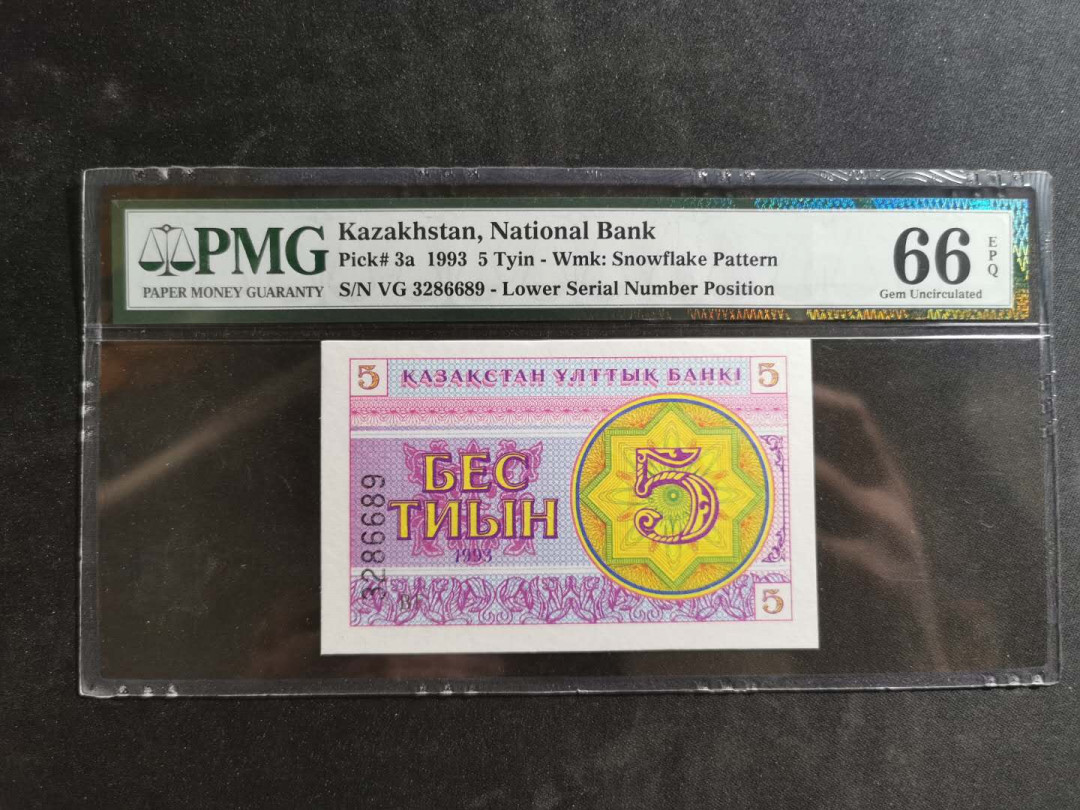 PMG
PAPER MONEY GUARANTY
Kazakhstan, National Bank
Pick# 3a 1993 5 Tyin - Wmk: Snowflake Pattern
S/N VG 3286689 - Lower Serial Number Position
66
EPQ
Gem Uncirculated
5 ҚАЗАҚСТАН ҰЛТТЫҚ БАНКІ 5
БЕС
ТИЫН
1993
5
3286689
5